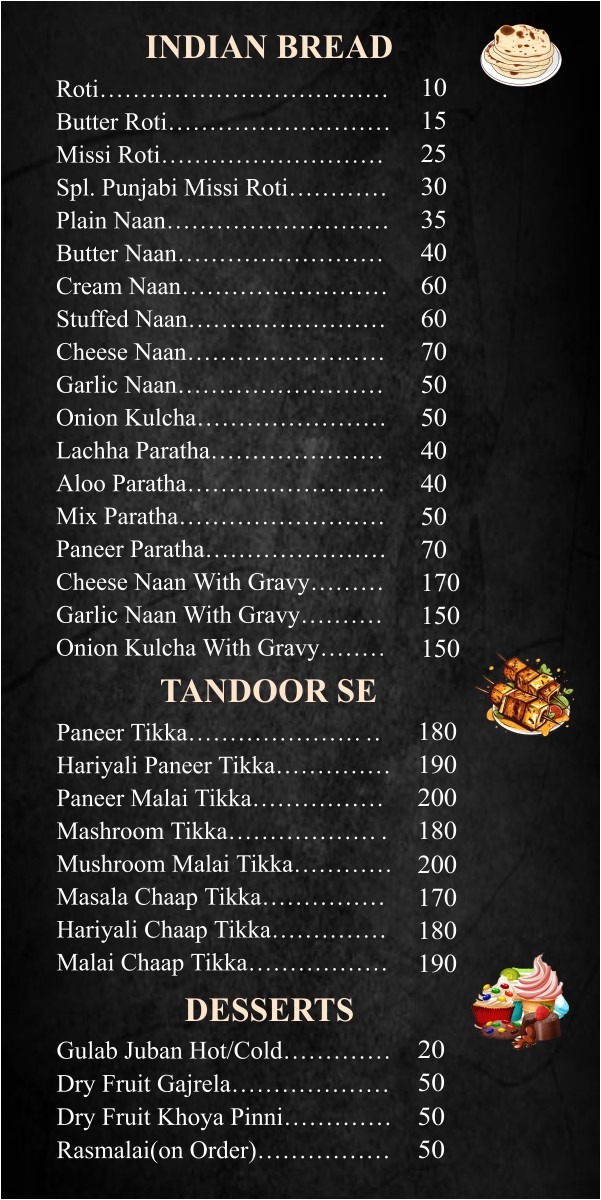 INDIAN BREAD
Roti.................................. 10
Butter Roti................................ 15
Missi Roti................................ 25
Spl. Punjabi Missi Roti............ 30
Plain Naan................................ 35
Butter Naan.............................. 40
Cream Naan.............................. 60
Stuffed Naan............................ 60
Cheese Naan............................ 70
Garlic Naan.............................. 50
Onion Kulcha........................... 50
Lachha Paratha......................... 40
Aloo Paratha............................ 40
Mix Paratha............................. 50
Paneer Paratha.......................... 70
Cheese Naan With Gravy......... 170
Garlic Naan With Gravy.......... 150
Onion Kulcha With Gravy........ 150
TANDOOR SE
Paneer Tikka....................... .. 180
Hariyali Paneer Tikka.............. 190
Paneer Malai Tikka................ 200
Mashroom Tikka.................. . 180
Mushroom Malai Tikka............ 200
Masala Chaap Tikka............... 170
Hariyali Chaap Tikka.............. 180
Malai Chaap Tikka................. 190
DESSERTS
Gulab Juban Hot/Cold............. 20
Dry Fruit Gajrela................... 50
Dry Fruit Khoya Pinni............. 50
Rasmalai(on Order)................ 50